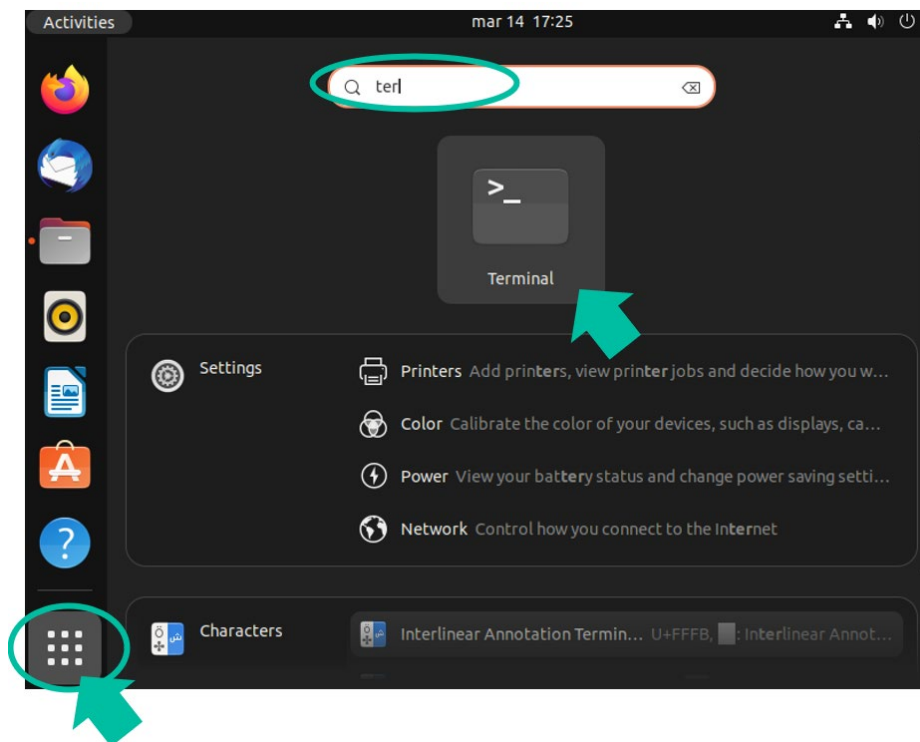 Activities
mar 14 17:25
ter
>_
Terminal
Settings
Printers Add printers, view printer jobs and decide how you w...
Color Calibrate the color of your devices, such as displays, ca...
Power View your battery status and change power saving setti...
Network Control how you connect to the Internet
Characters
Interlinear Annotation Termin... U+FFFB, : Interlinear Annot...